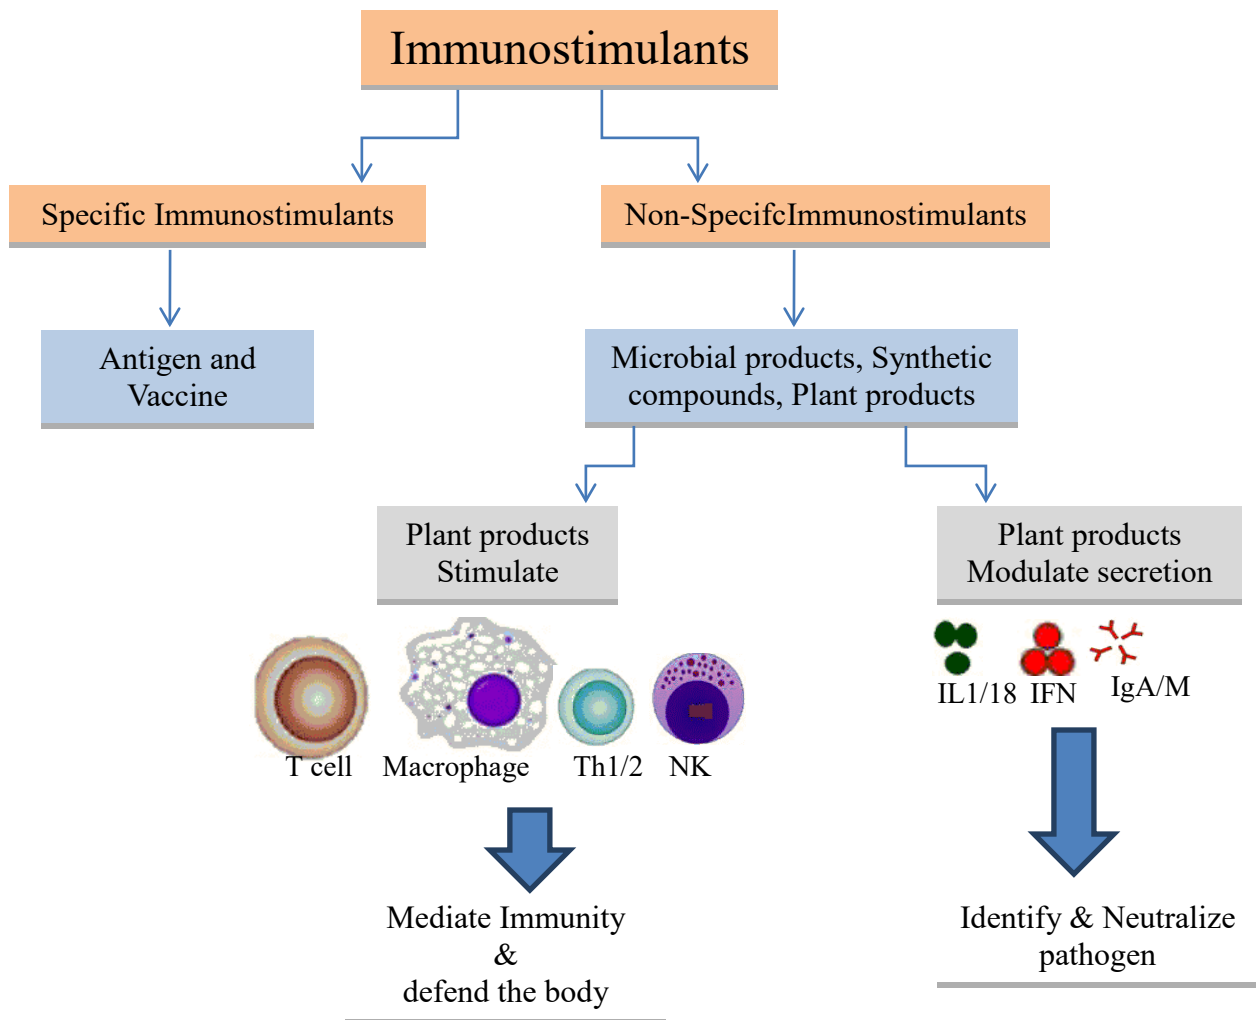 Immunostimulants
Specific Immunostimulants
Non-SpecifcImmunostimulants
Antigen and
Vaccine
Microbial products, Synthetic
compounds, Plant products
Plant products
Stimulate
Plant products
Modulate secretion
IL1/18
IFN
IgA/M
T cell
Macrophage
Th1/2
NK
Mediate Immunity
&
defend the body
Identify & Neutralize
pathogen